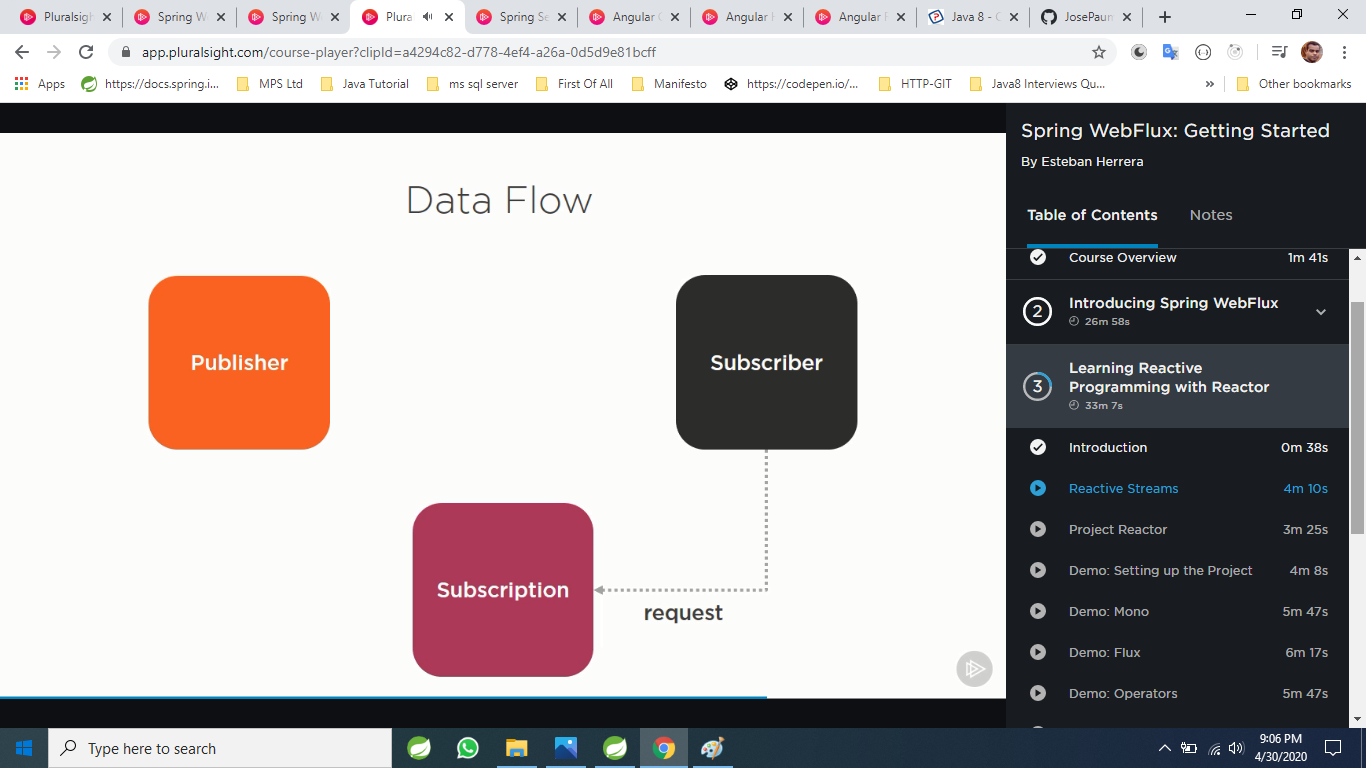 Pluralsigh
Spring W
Spring W
Plura
Spring Se
Angular
Angular
Angular
Java 8 -
JosePaun
app.pluralsight.com/course-player?clipId=a4294c82-d778-4ef4-a26a-0d5d9e81bcff
Apps
https://docs.spring.i...
MPS Ltd
Java Tutorial
ms sql server
First Of All
Manifesto
https://codepen.io/...
HTTP-GIT
Java8 Interviews Qu...
»
Other bookmarks
Data Flow
Publisher
Subscriber
Subscription
request
Spring WebFlux: Getting Started
By Esteban Herrera
Table of Contents
Notes
Course Overview 1m 41s
2 Introducing Spring WebFlux
26m 58s
3 Learning Reactive
Programming with Reactor
33m 7s
Introduction 0m 38s
Reactive Streams 4m 10s
Project Reactor 3m 25s
Demo: Setting up the Project 4m 8s
Demo: Mono 5m 47s
Demo: Flux 6m 17s
Demo: Operators 5m 47s
Type here to search
9:06 PM
4/30/2020